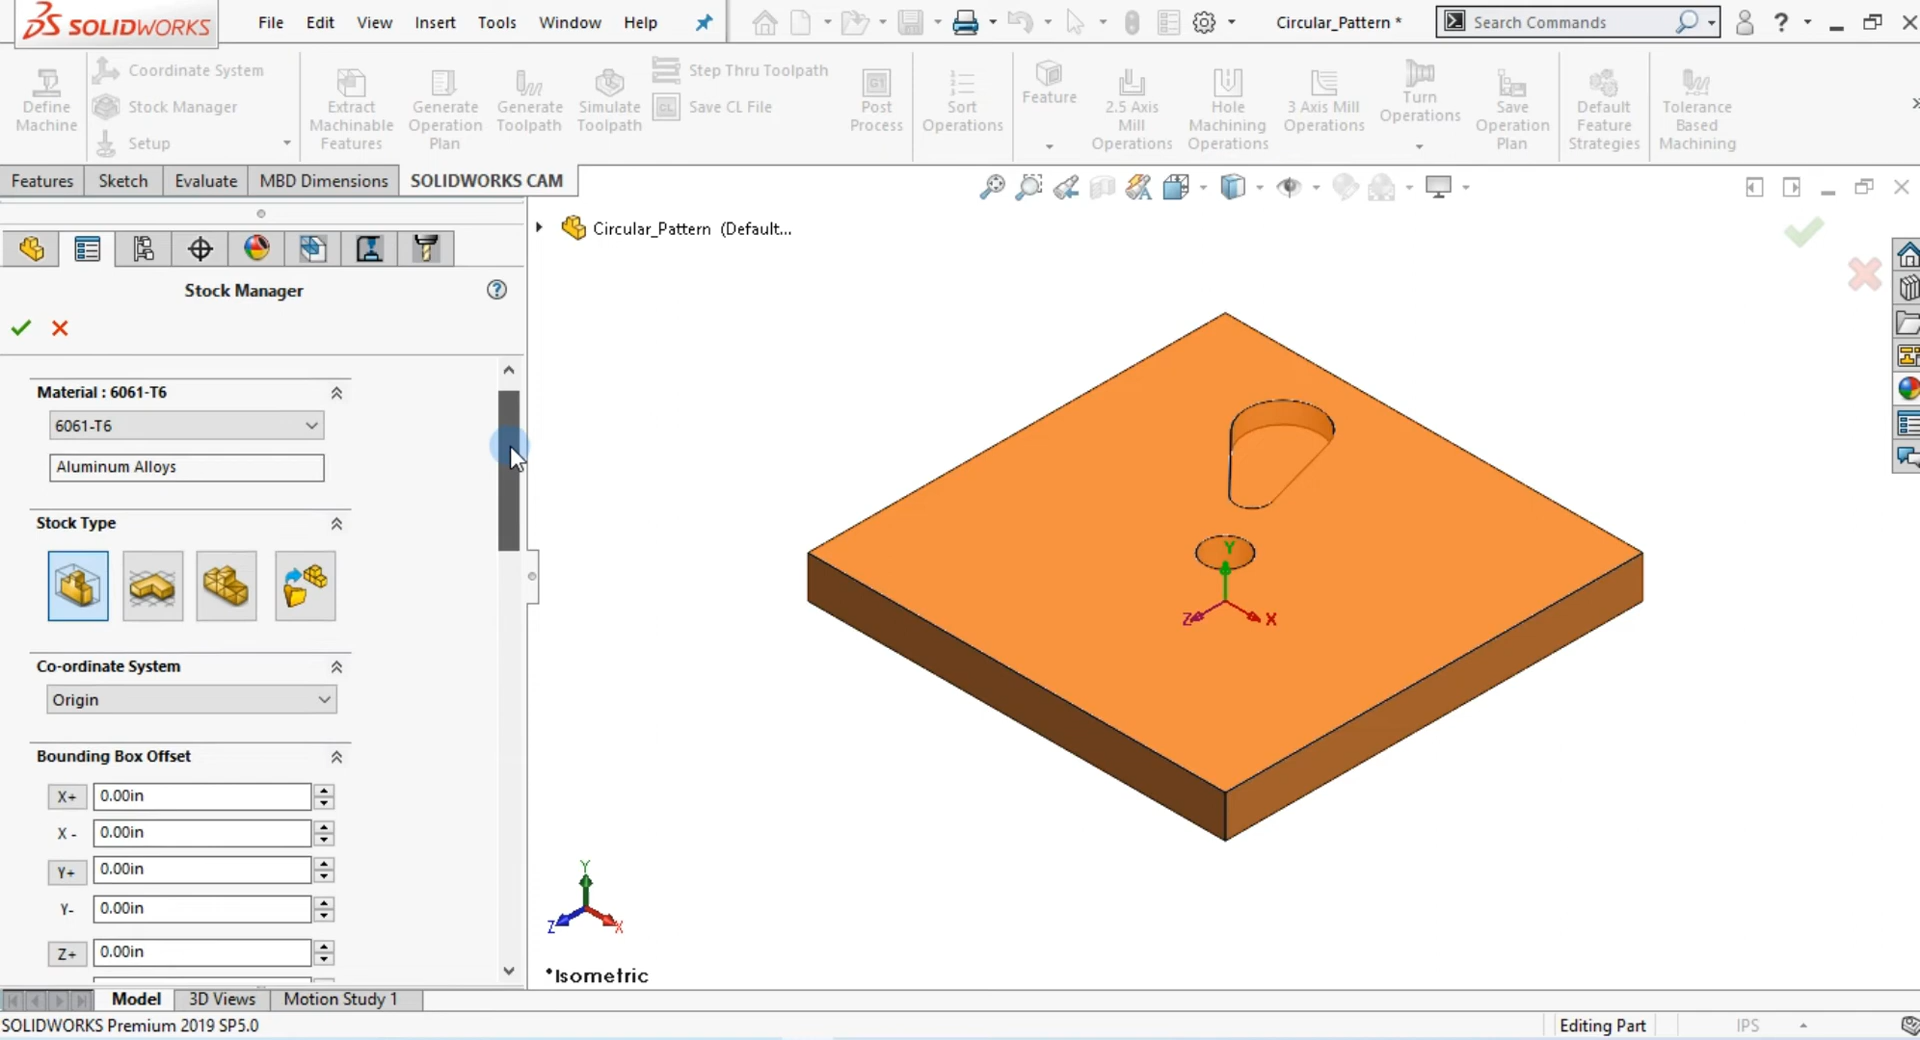 SOLIDWORKS File Edit View Insert Tools Window Help Circular_Pattern * Search Commands ?
Define Machine
Coordinate System
Stock Manager
Setup
Extract Machinable Features
Generate Operation Plan
Generate Toolpath
Simulate Toolpath
Step Thru Toolpath
Save CL File
G1
CL
Post Process
Sort Operations
Feature
2.5 Axis Mill Operations
Hole Machining Operations
3 Axis Mill Operations
Turn Operations
Save Operation Plan
Default Feature Strategies
Tolerance Based Machining
Features Sketch Evaluate MBD Dimensions SOLIDWORKS CAM
Circular_Pattern (Default...
Stock Manager ?
Material : 6061-T6
6061-T6
Aluminum Alloys
Stock Type
Co-ordinate System
Origin
Bounding Box Offset
X+ 0.00in
X - 0.00in
Y+ 0.00in
Y- 0.00in
Z+ 0.00in
Y
Z X
Y
Z X
*Isometric
Model 3D Views Motion Study 1
SOLIDWORKS Premium 2019 SP5.0 Editing Part IPS